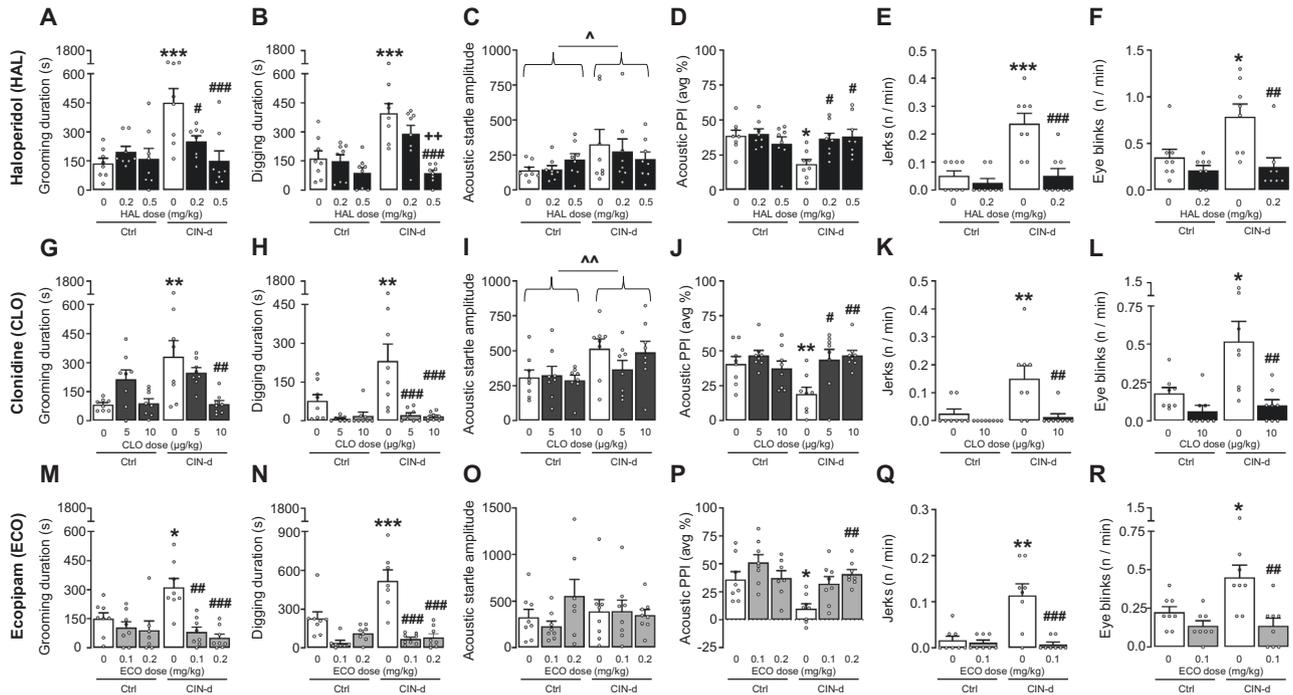 A B C D E F
Haloperidol (HAL)
Grooming duration (s)
1800
600
450
300
150
0
*** # ###
0 0.2 0.5 0 0.2 0.5
HAL dose (mg/kg)
Ctrl CIN-d
Digging duration (s)
1800
600
450
300
150
0
*** ++
###
0 0.2 0.5 0 0.2 0.5
HAL dose (mg/kg)
Ctrl CIN-d
Acoustic startle amplitude
1000
750
500
250
0
^
0 0.2 0.5 0 0.2 0.5
HAL dose (mg/kg)
Ctrl CIN-d
Acoustic PPI (avg %)
100
75
50
25
0
* # #
0 0.2 0.5 0 0.2 0.5
HAL dose (mg/kg)
Ctrl CIN-d
Jerks (n / min)
0.5
0.4
0.3
0.2
0.1
0.0
*** ###
0 0.2 0 0.2
HAL dose (mg/kg)
Ctrl CIN-d
Eye blinks (n / min)
1.5
1.0
0.5
0.0
* ##
0 0.2 0 0.2
HAL dose (mg/kg)
Ctrl CIN-d
G H I J K L
Clonidine (CLO)
Grooming duration (s)
1800
600
450
300
150
0
** ##
0 5 10 0 5 10
CLO dose (µg/kg)
Ctrl CIN-d
Digging duration (s)
1800
450
300
150
0
** ### ###
0 5 10 0 5 10
CLO dose (µg/kg)
Ctrl CIN-d
Acoustic startle amplitude
1000
750
500
250
0
^^
0 5 10 0 5 10
CLO dose (µg/kg)
Ctrl CIN-d
Acoustic PPI (avg %)
100
75
50
25
0
** # ##
0 5 10 0 5 10
CLO dose (µg/kg)
Ctrl CIN-d
Jerks (n / min)
0.5
0.4
0.3
0.2
0.1
0.0
** ##
0 10 0 10
CLO dose (µg/kg)
Ctrl CIN-d
Eye blinks (n / min)
1.5
0.75
0.50
0.25
0.0
* ##
0 10 0 10
CLO dose (µg/kg)
Ctrl CIN-d
M N O P Q R
Ecopipam (ECO)
Grooming duration (s)
1800
600
450
300
150
0
* ## ###
0 0.1 0.2 0 0.1 0.2
ECO dose (mg/kg)
Ctrl CIN-d
Digging duration (s)
1800
900
600
300
0
*** ### ###
0 0.1 0.2 0 0.1 0.2
ECO dose (mg/kg)
Ctrl CIN-d
Acoustic startle amplitude
1500
1000
500
0
0 0.1 0.2 0 0.1 0.2
ECO dose (mg/kg)
Ctrl CIN-d
Acoustic PPI (avg %)
100
75
50
25
0
-25
* ##
0 0.1 0.2 0 0.1 0.2
ECO dose (mg/kg)
Ctrl CIN-d
Jerks (n / min)
0.3
0.2
0.1
0.0
** ###
0 0.1 0 0.1
ECO dose (mg/kg)
Ctrl CIN-d
Eye blinks (n / min)
1.5
0.75
0.50
0.25
0.0
* ##
0 0.1 0 0.1
ECO dose (mg/kg)
Ctrl CIN-d